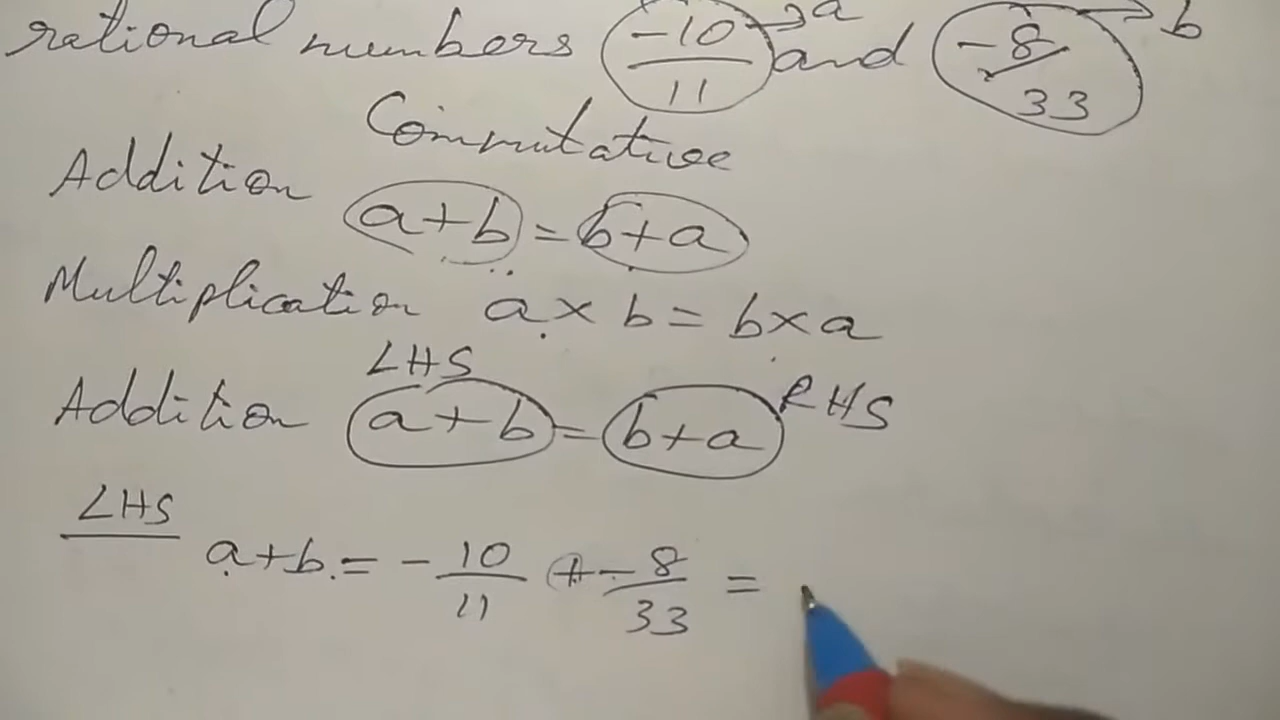 rational numbers -10/11 → a and -8/33 → b
Commutative
Addition a+b = b+a
Multiplication a × b = b × a
LHS
Addition a+b = b+a RHS
LHS
a+b = -10/11 + -8/33 =